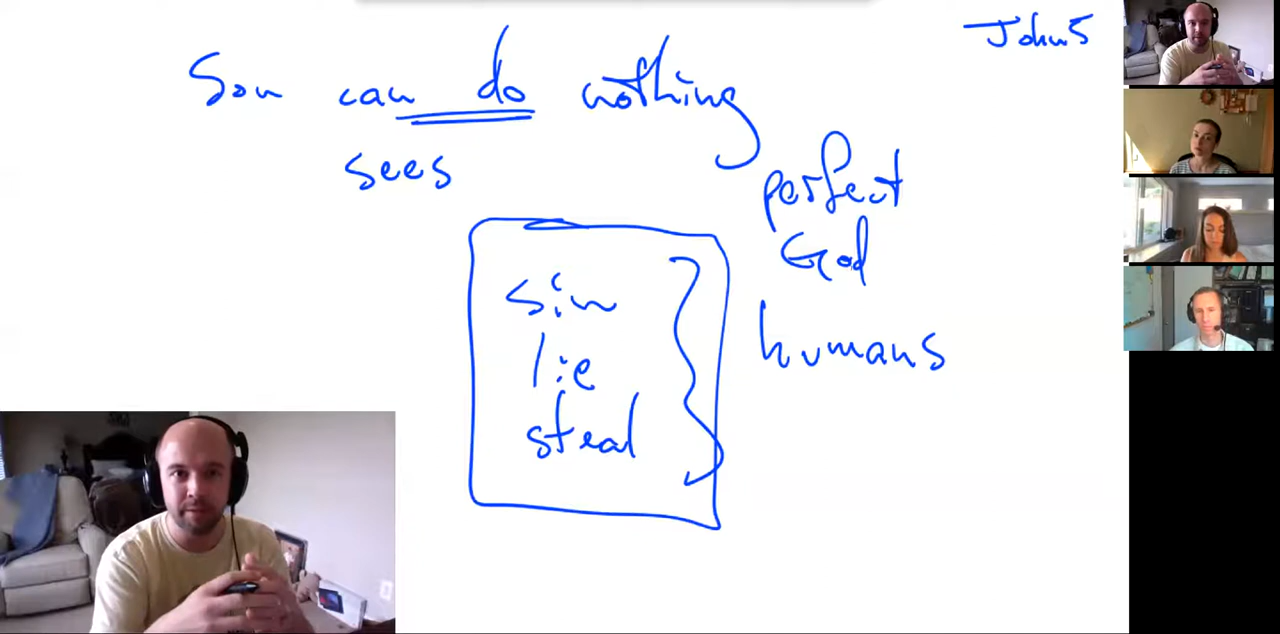 John 5
Son can do nothing
sees
perfect
God
humans
sin
lie
steal